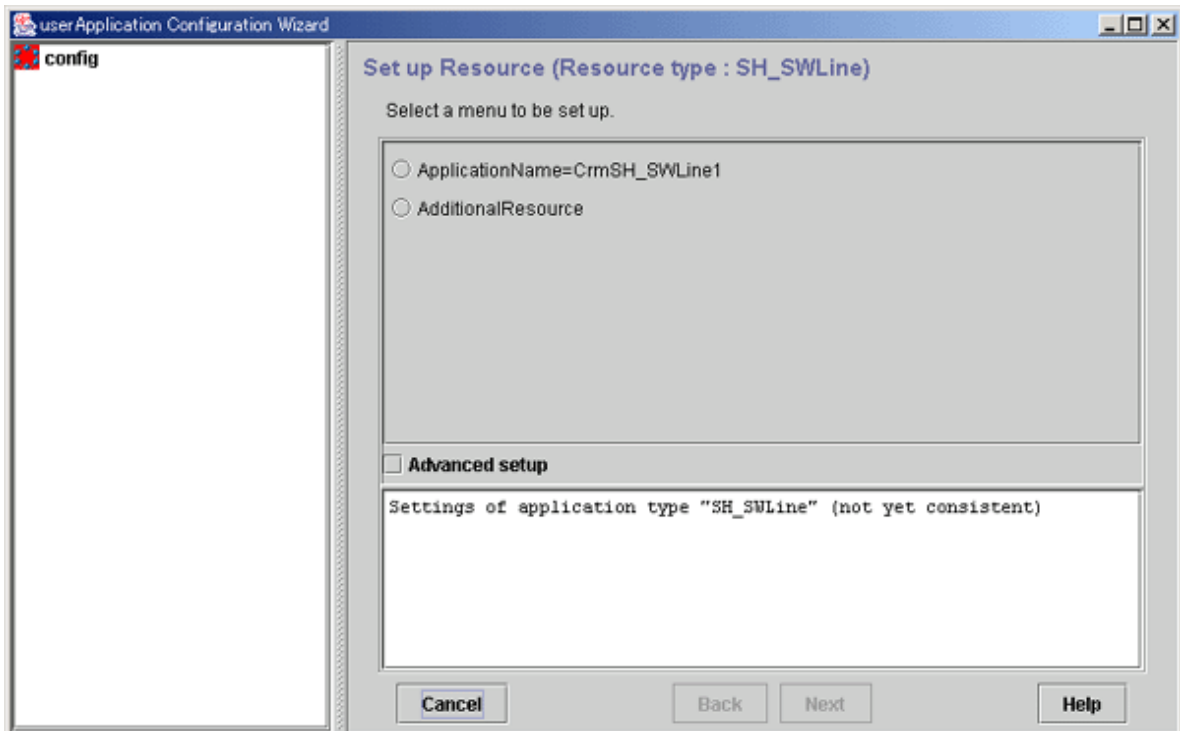 userApplication Configuration Wizard
config
Set up Resource (Resource type : SH_SWLine)
Select a menu to be set up.
ApplicationName=CrmSH_SWLine1
AdditionalResource
Advanced setup
Settings of application type "SH_SWLine" (not yet consistent)
Cancel
Back
Next
Help